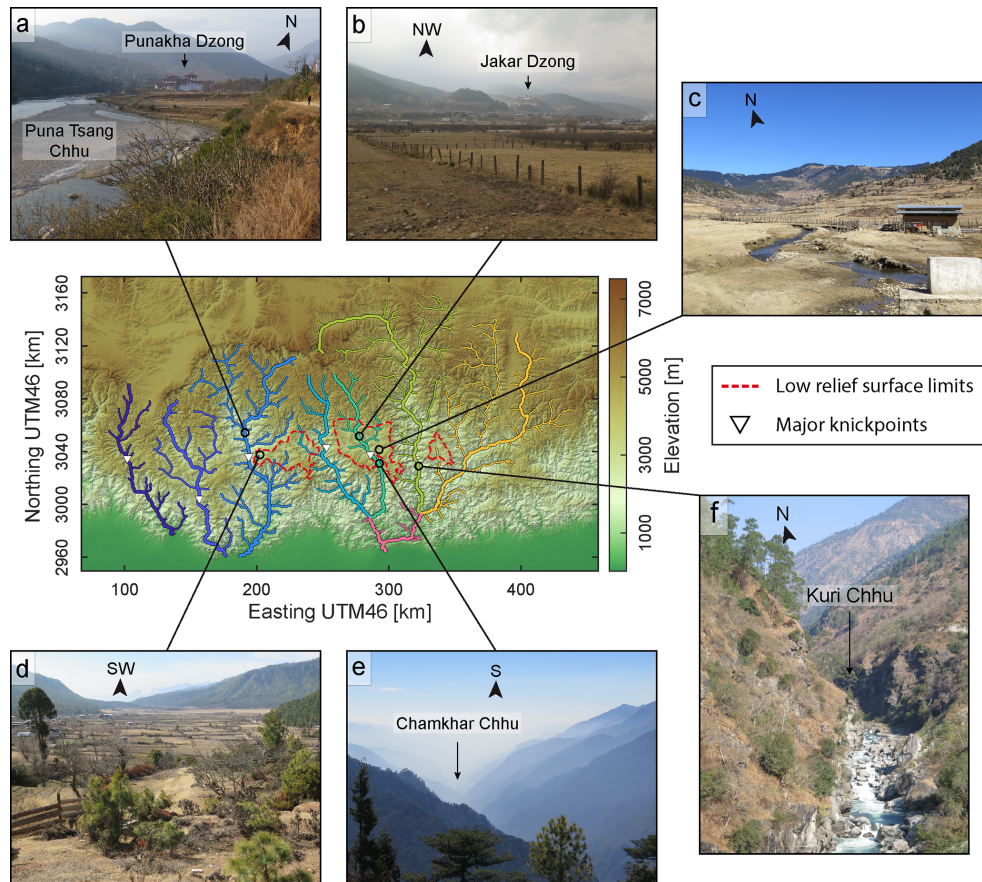 a
N
Punakha Dzong
Puna Tsang
Chhu
b
NW
Jakar Dzong
c
N
Northing UTM46 [km]
3160
3120
3080
3040
3000
2960
100
200
300
400
Easting UTM46 [km]
7000
5000
3000
1000
Elevation [m]
Low relief surface limits
Major knickpoints
d
SW
e
S
Chamkhar Chhu
f
N
Kuri Chhu